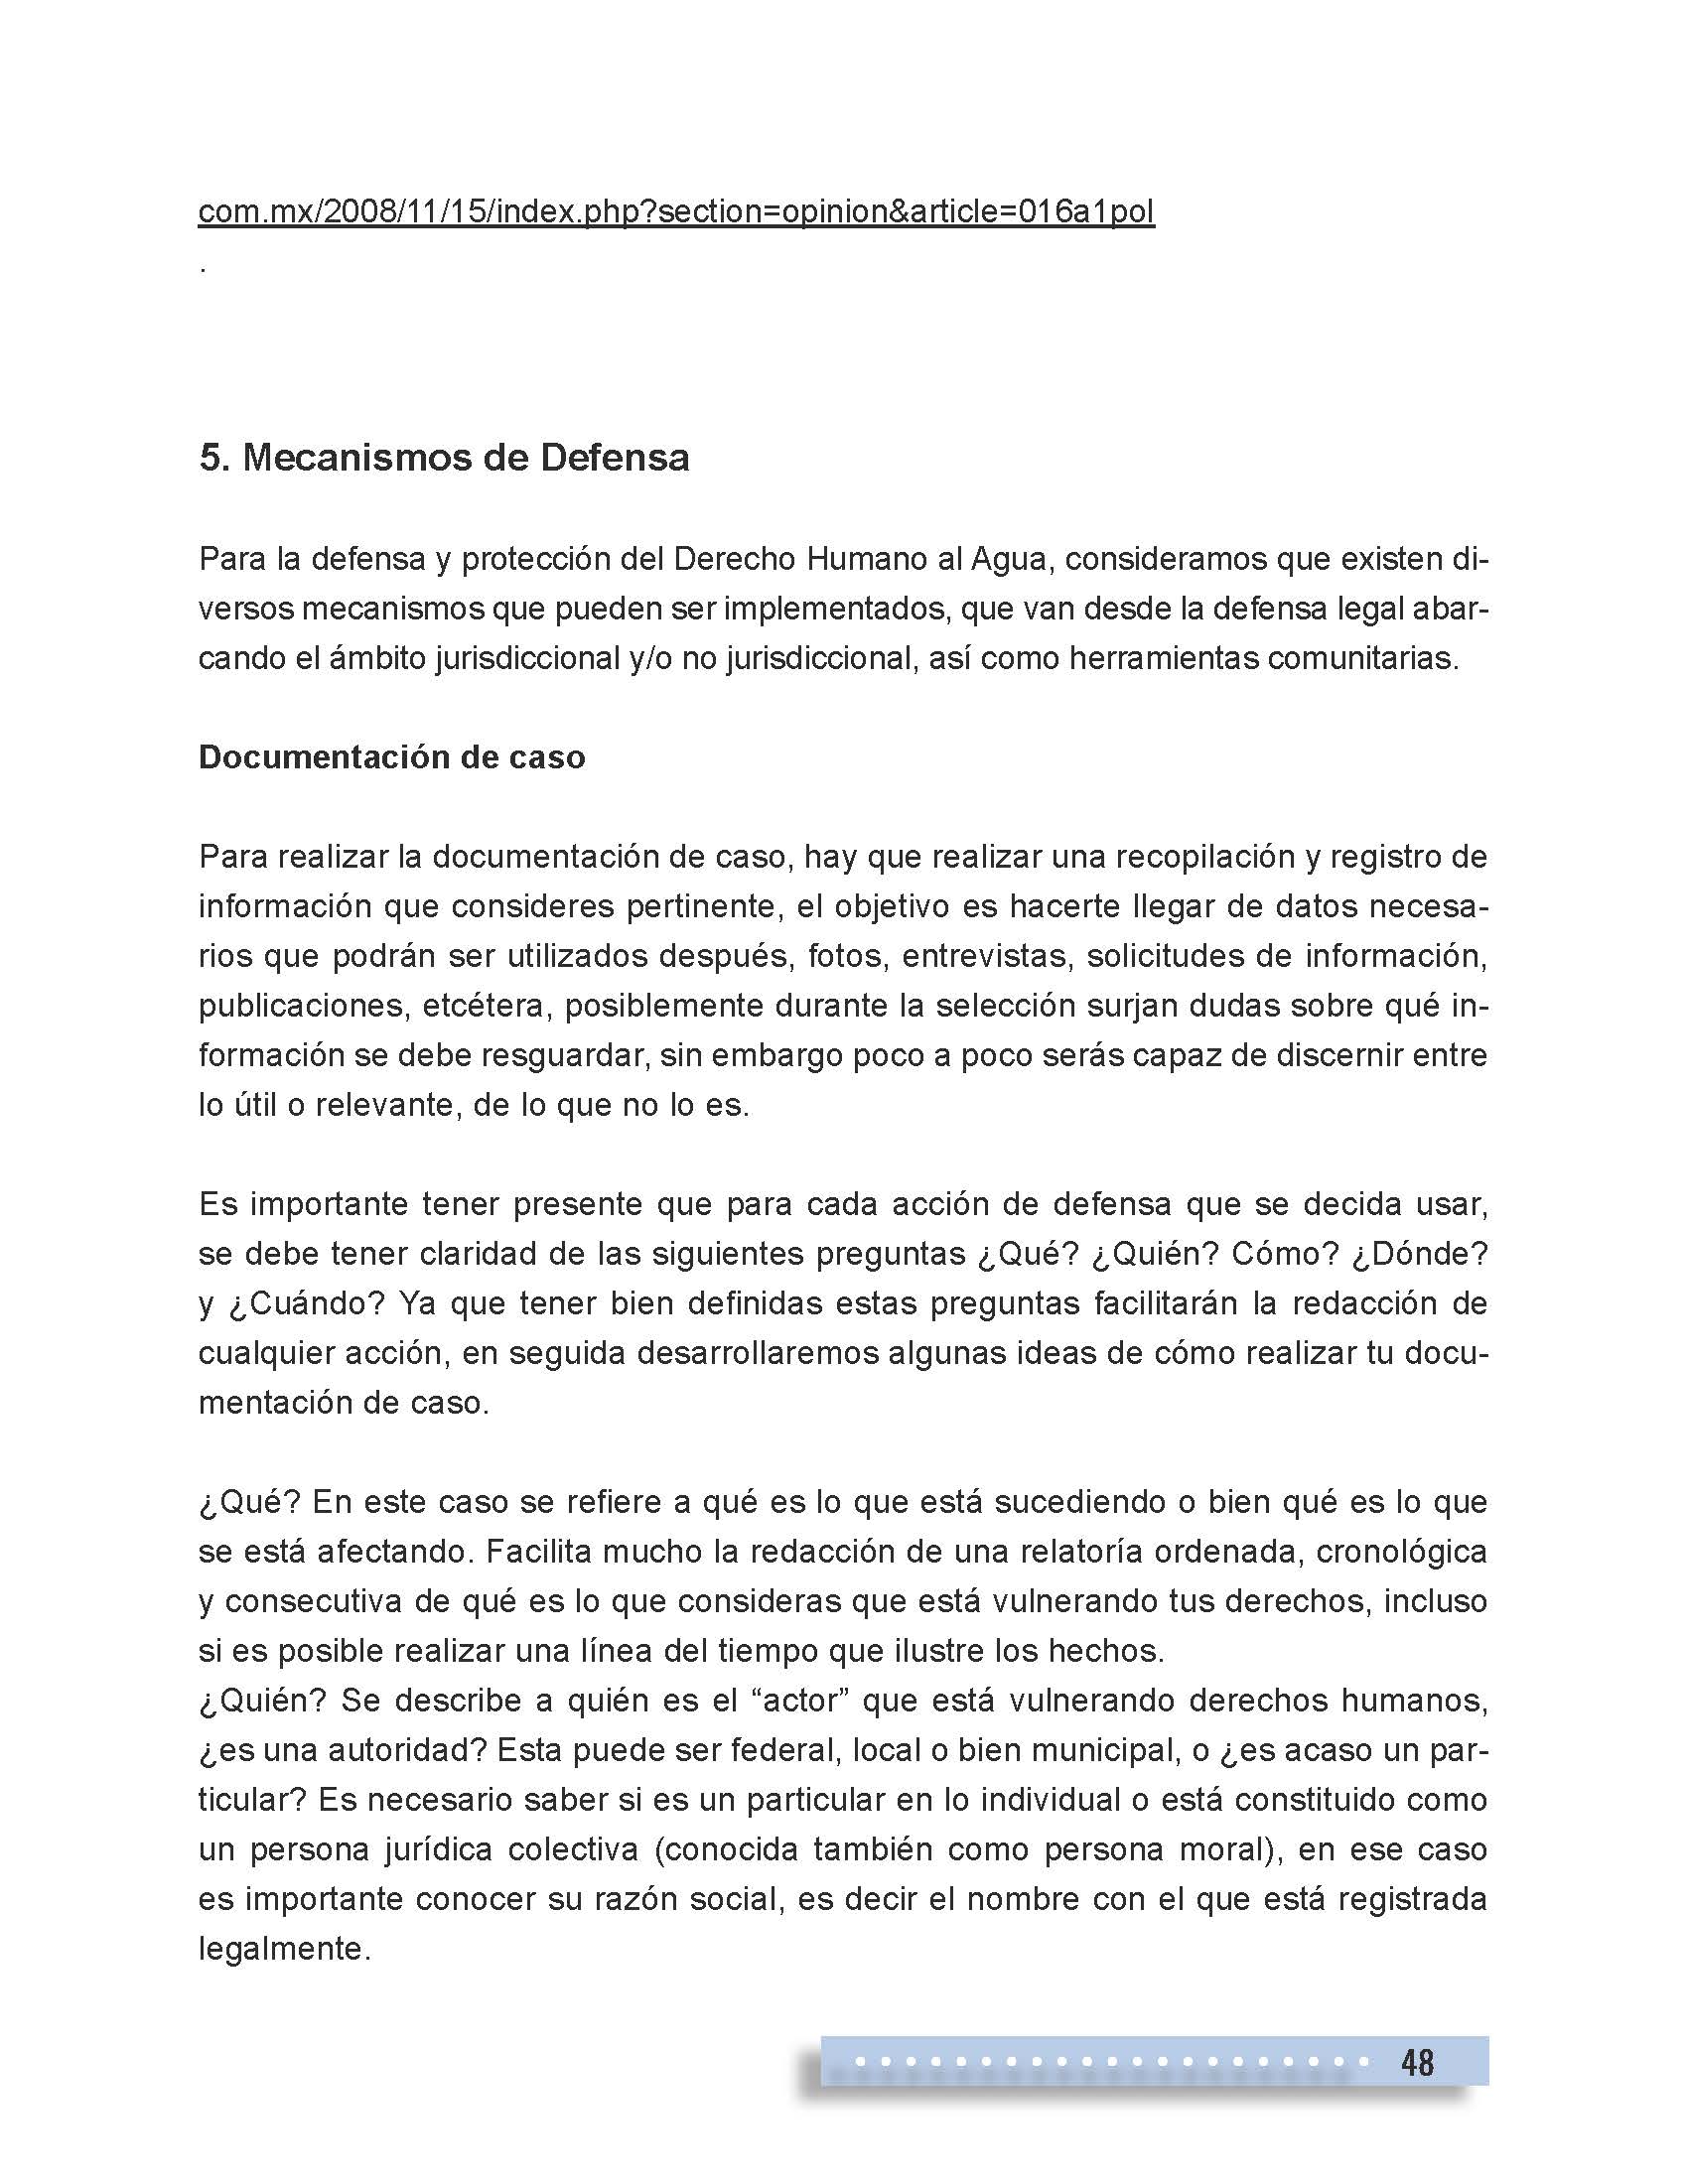 com.mx/2008/11/15/index.php?section=opinion&article=016a1pol
.
5. Mecanismos de Defensa
Para la defensa y protección del Derecho Humano al Agua, consideramos que existen di-
versos mecanismos que pueden ser implementados, que van desde la defensa legal abar-
cando el ámbito jurisdiccional y/o no jurisdiccional, así como herramientas comunitarias.
Documentación de caso
Para realizar la documentación de caso, hay que realizar una recopilación y registro de
información que consideres pertinente, el objetivo es hacerte llegar de datos necesa-
rios que podrán ser utilizados después, fotos, entrevistas, solicitudes de información,
publicaciones, etcétera, posiblemente durante la selección surjan dudas sobre qué in-
formación se debe resguardar, sin embargo poco a poco serás capaz de discernir entre
lo útil o relevante, de lo que no lo es.
Es importante tener presente que para cada acción de defensa que se decida usar,
se debe tener claridad de las siguientes preguntas ¿Qué? ¿Quién? Cómo? ¿Dónde?
y ¿Cuándo? Ya que tener bien definidas estas preguntas facilitarán la redacción de
cualquier acción, en seguida desarrollaremos algunas ideas de cómo realizar tu docu-
mentación de caso.
¿Qué? En este caso se refiere a qué es lo que está sucediendo o bien qué es lo que
se está afectando. Facilita mucho la redacción de una relatoría ordenada, cronológica
y consecutiva de qué es lo que consideras que está vulnerando tus derechos, incluso
si es posible realizar una línea del tiempo que ilustre los hechos.
¿Quién? Se describe a quién es el “actor” que está vulnerando derechos humanos,
¿es una autoridad? Esta puede ser federal, local o bien municipal, o ¿es acaso un par-
ticular? Es necesario saber si es un particular en lo individual o está constituido como
un persona jurídica colectiva (conocida también como persona moral), en ese caso
es importante conocer su razón social, es decir el nombre con el que está registrada
legalmente.
48